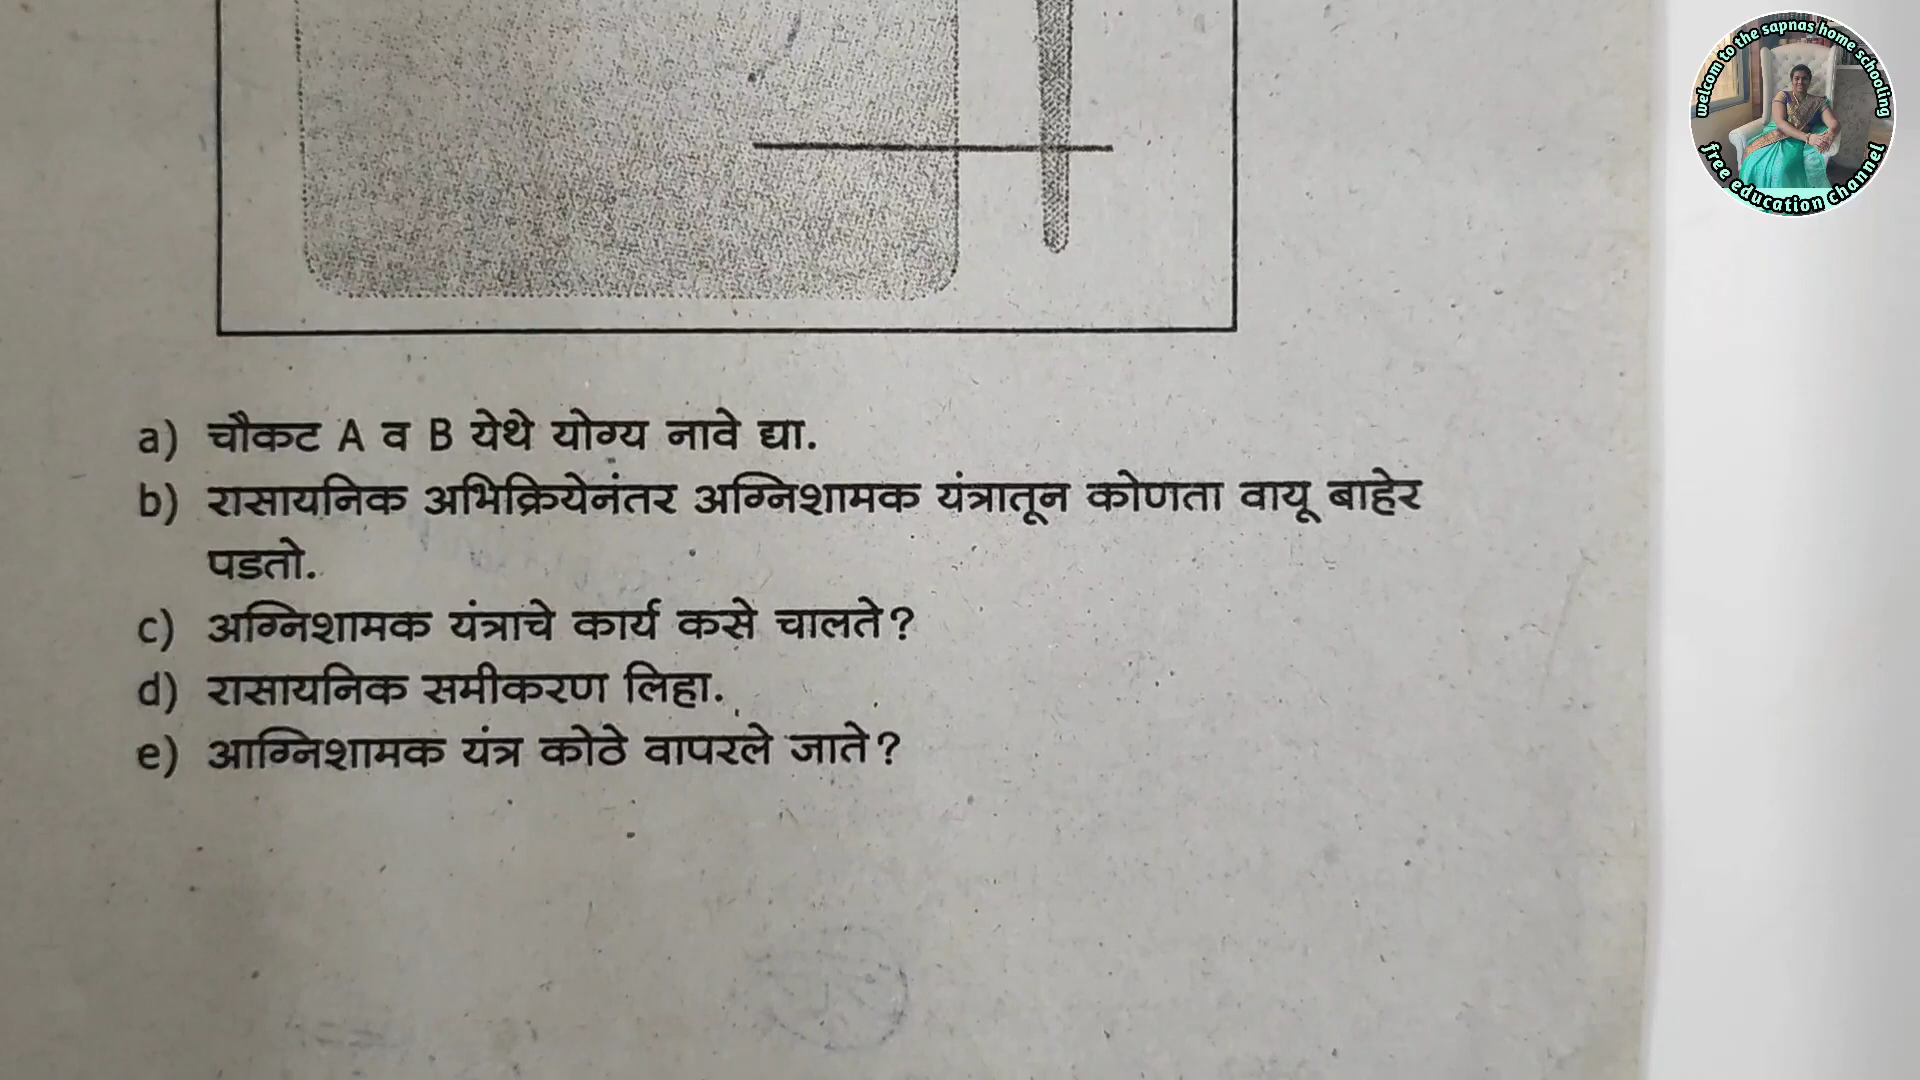 welcom to the sapnas home schooling
free education channel
a) चौकट A व B येथे योग्य नावे द्या.
b) रासायनिक अभिक्रियेनंतर अग्निशामक यंत्रातून कोणता वायू बाहेर
पडतो.
c) अग्निशामक यंत्राचे कार्य कसे चालते?
d) रासायनिक समीकरण लिहा.
e) आग्निशामक यंत्र कोठे वापरले जाते?